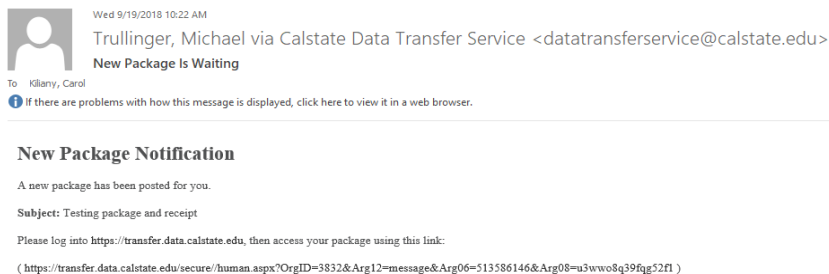 Wed 9/19/2018 10:22 AM
Trullinger, Michael via Calstate Data Transfer Service <datatransferservice@calstate.edu>
New Package Is Waiting
To Kiliany, Carol
If there are problems with how this message is displayed, click here to view it in a web browser.
New Package Notification
A new package has been posted for you.
Subject: Testing package and receipt
Please log into https://transfer.data.calstate.edu, then access your package using this link:
( https://transfer.data.calstate.edu/secure//human.aspx?OrgID=3832&Arg12=message&Arg06=513586146&Arg08=u3wwo8q39fqg52f1 )